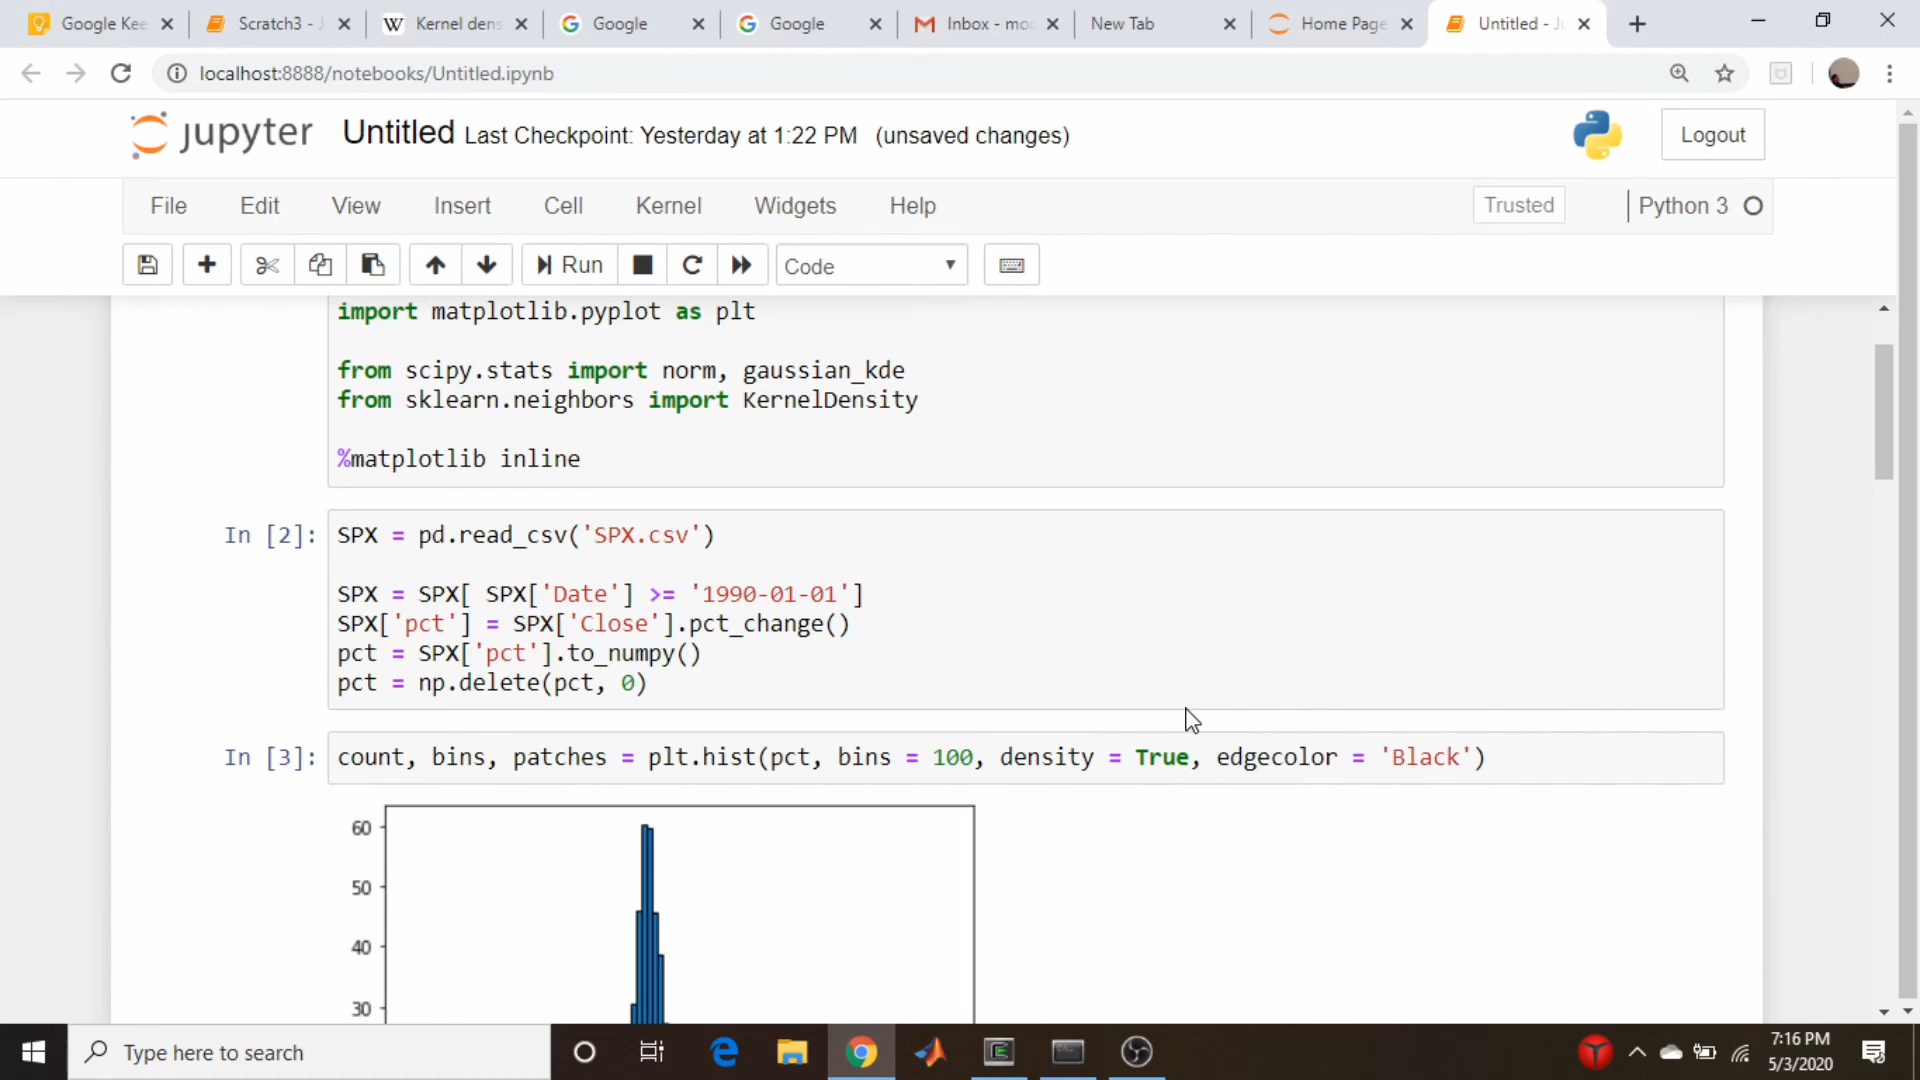 Google Kee
Scratch3 - J
Kernel dens
Google
Google
Inbox - mo
New Tab
Home Page
Untitled - Ju
localhost:8888/notebooks/Untitled.ipynb
jupyter Untitled Last Checkpoint: Yesterday at 1:22 PM (unsaved changes)
Logout
File Edit View Insert Cell Kernel Widgets Help
Trusted
Python 3
Run
Code
import matplotlib.pyplot as plt
from scipy.stats import norm, gaussian_kde
from sklearn.neighbors import KernelDensity
%matplotlib inline
In [2]: SPX = pd.read_csv('SPX.csv')
SPX = SPX[ SPX['Date'] >= '1990-01-01']
SPX['pct'] = SPX['Close'].pct_change()
pct = SPX['pct'].to_numpy()
pct = np.delete(pct, 0)
In [3]: count, bins, patches = plt.hist(pct, bins = 100, density = True, edgecolor = 'Black')
60
50
40
30
Type here to search
7:16 PM
5/3/2020